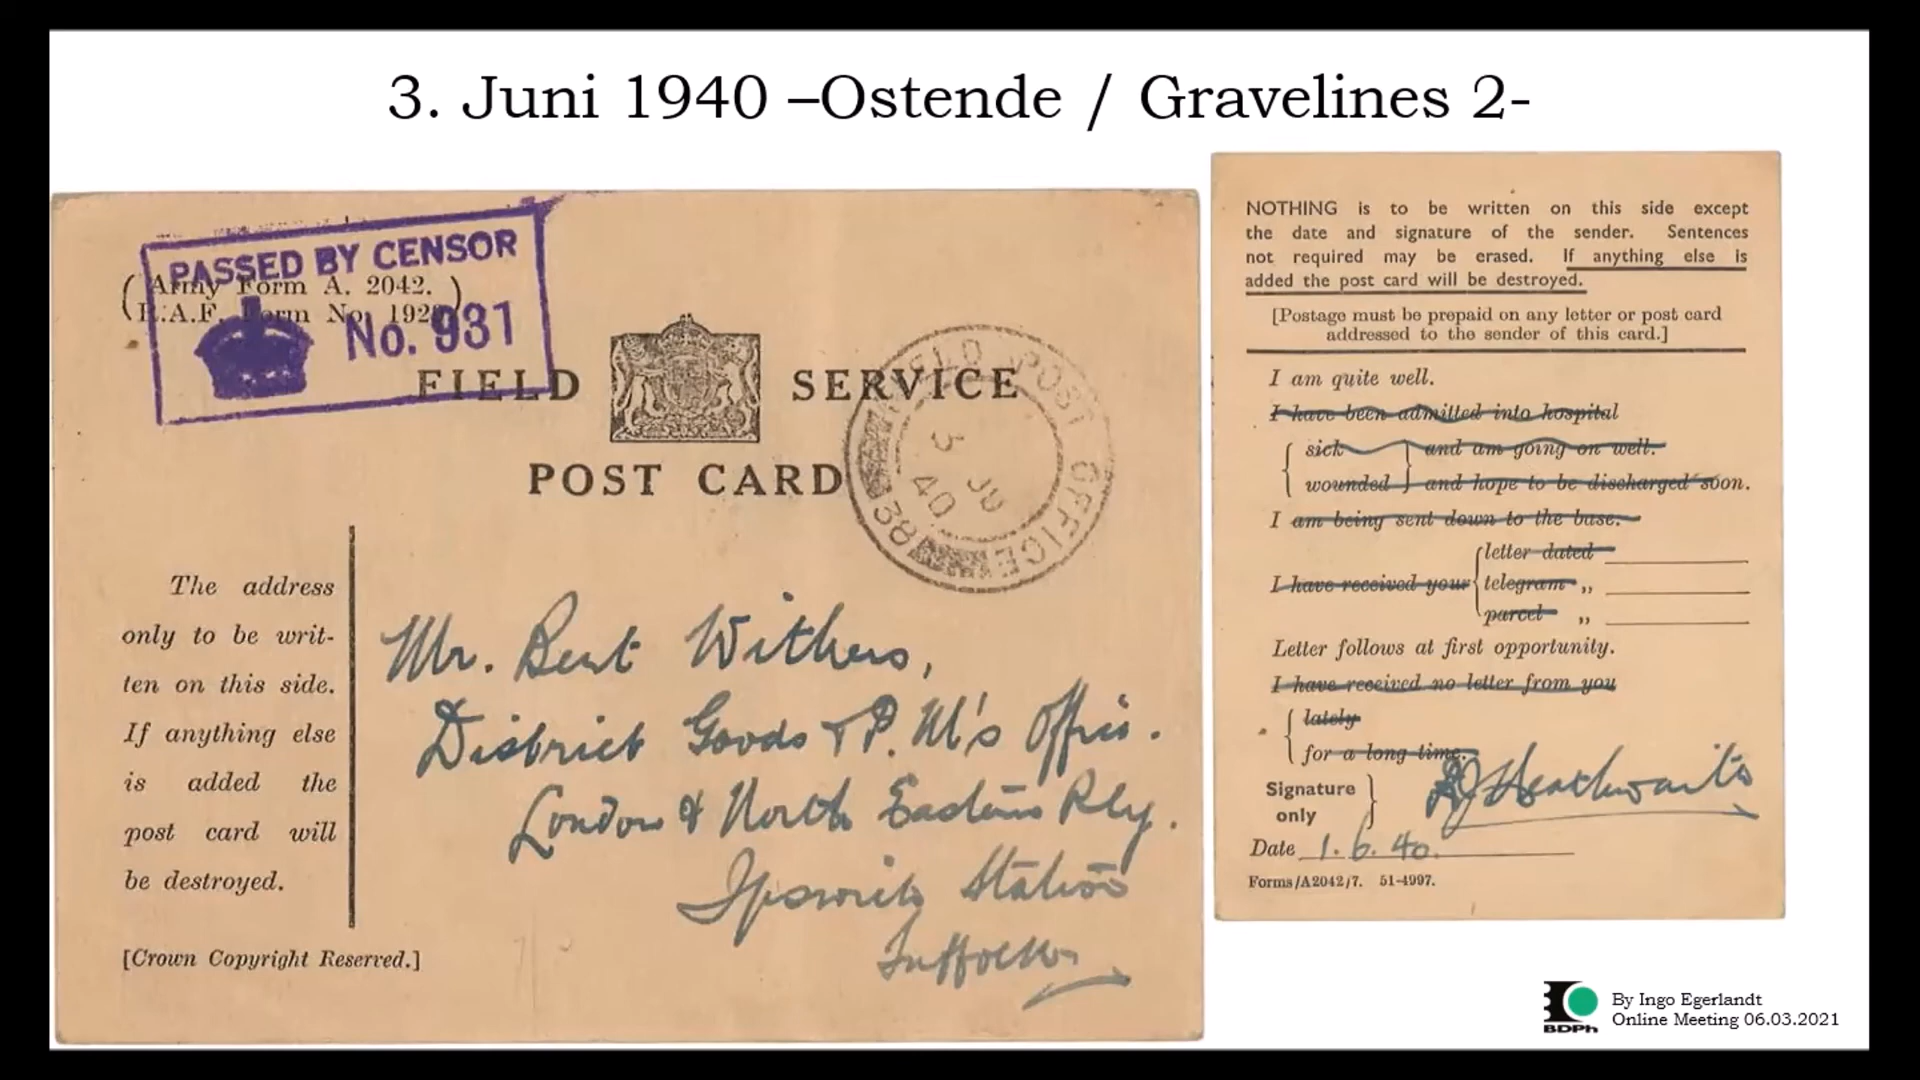 3. Juni 1940 –Ostende / Gravelines 2-
PASSED BY CENSOR
No. 931
(Army Form A. 2042.
R.A.F. Form No. 192
FIELD SERVICE
POST CARD
FIELD POST OFFICE
3 JU
40
The address
only to be writ-
ten on this side.
If anything else
is added the
post card will
be destroyed.
[Crown Copyright Reserved.]
Mr. Bert Withers,
District Goods & P. M's Office.
London & North Eastern Rly.
Ipswich Station
Suffolk
NOTHING is to be written on this side except
the date and signature of the sender. Sentences
not required may be erased. If anything else is
added the post card will be destroyed.
[Postage must be prepaid on any letter or post card
addressed to the sender of this card.]
I am quite well.
I have been admitted into hospital
sick and am going on well.
wounded and hope to be discharged soon.
I am being sent down to the base.
letter dated
I have received your telegram „
parcel „
Letter follows at first opportunity.
I have received no letter from you
lately
for a long time.
Signature
only
Date 1.6.40.
Forms/A2042/7. 51-4997.
BDPh
By Ingo Egerlandt
Online Meeting 06.03.2021